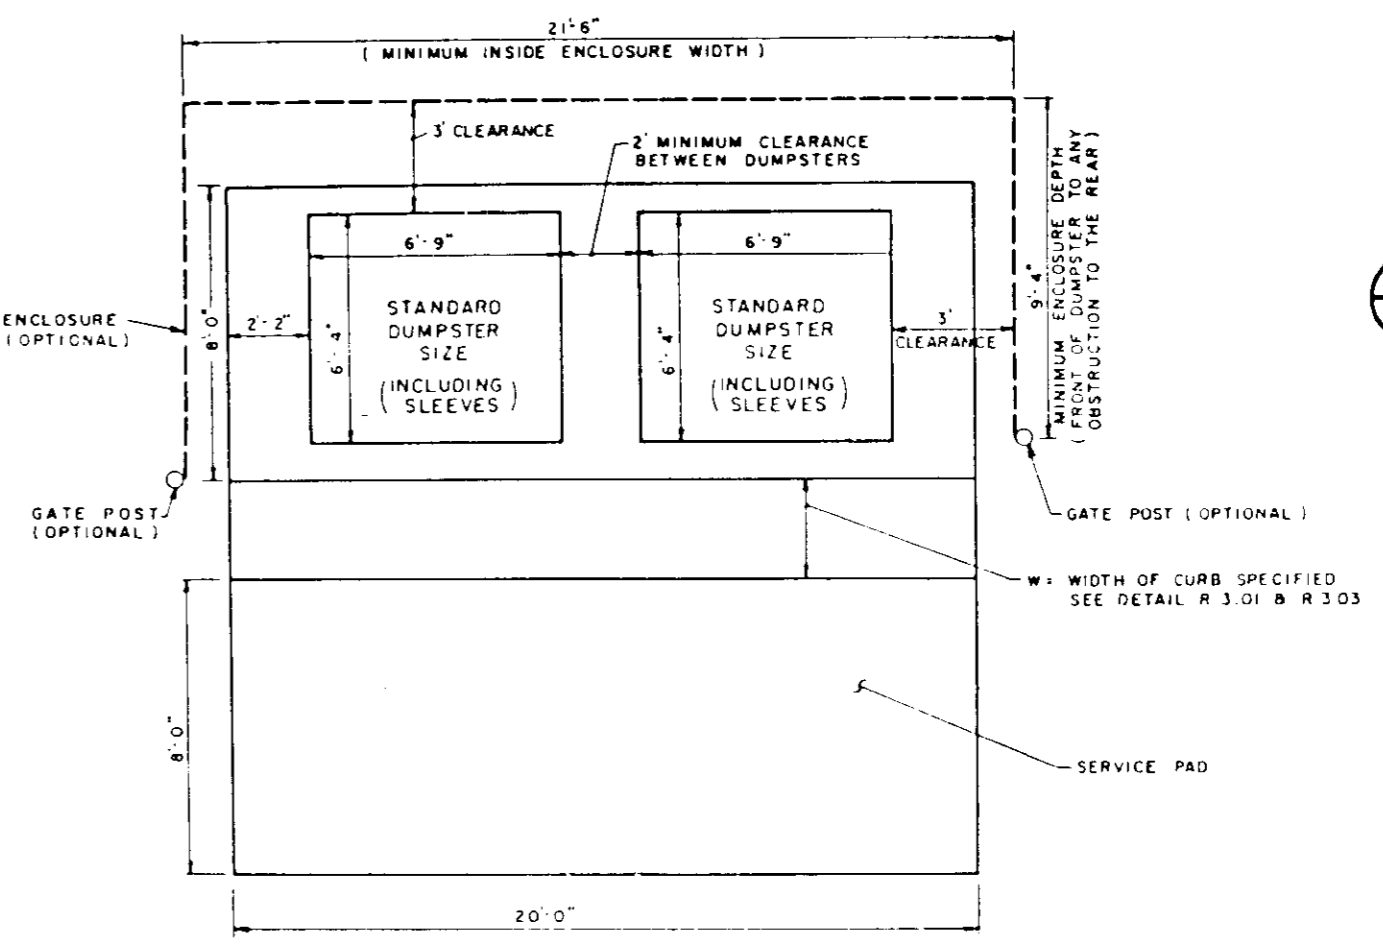 21'-6"
( MINIMUM INSIDE ENCLOSURE WIDTH )
3' CLEARANCE
2' MINIMUM CLEARANCE
BETWEEN DUMPSTERS
MINIMUM ENCLOSURE DEPTH
(FRONT OF DUMPSTER TO ANY
OBSTRUCTION TO THE REAR)
9'-4"
6'-9"
6'-9"
ENCLOSURE
(OPTIONAL)
8'-0"
2'-2"
6'-4"
STANDARD
DUMPSTER
SIZE
(INCLUDING
SLEEVES)
6'-4"
STANDARD
DUMPSTER
SIZE
(INCLUDING
SLEEVES)
3'
CLEARANCE
GATE POST
(OPTIONAL)
GATE POST (OPTIONAL)
W= WIDTH OF CURB SPECIFIED
SEE DETAIL R 3.01 & R 3.03
8'-0"
SERVICE PAD
20'-0"